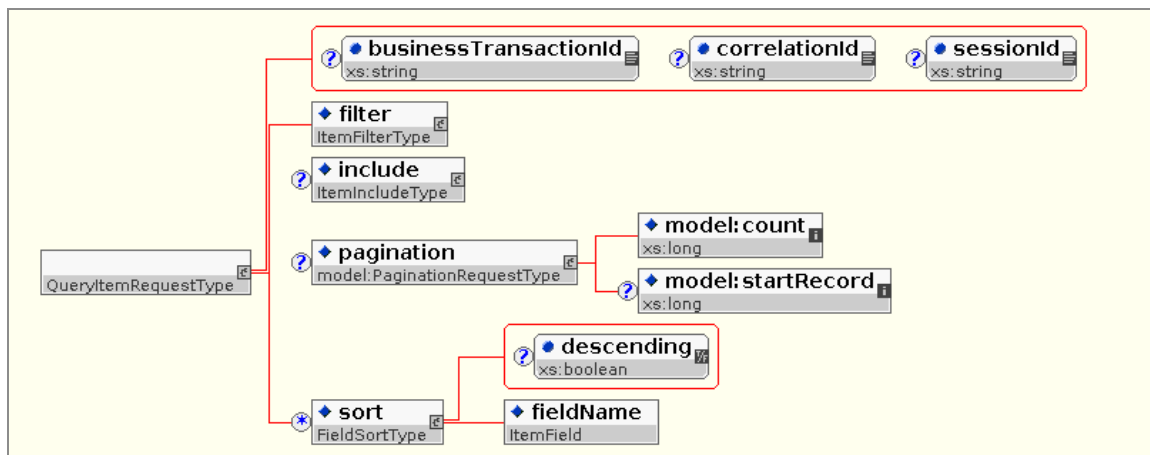 ? businessTransactionId
xs:string
? correlationId
xs:string
? sessionId
xs:string
filter
ItemFilterType
? include
ItemIncludeType
QueryItemRequestType
? pagination
model:PaginationRequestType
model:count
xs:long
? model:startRecord
xs:long
* sort
FieldSortType
? descending
xs:boolean
fieldName
ItemField